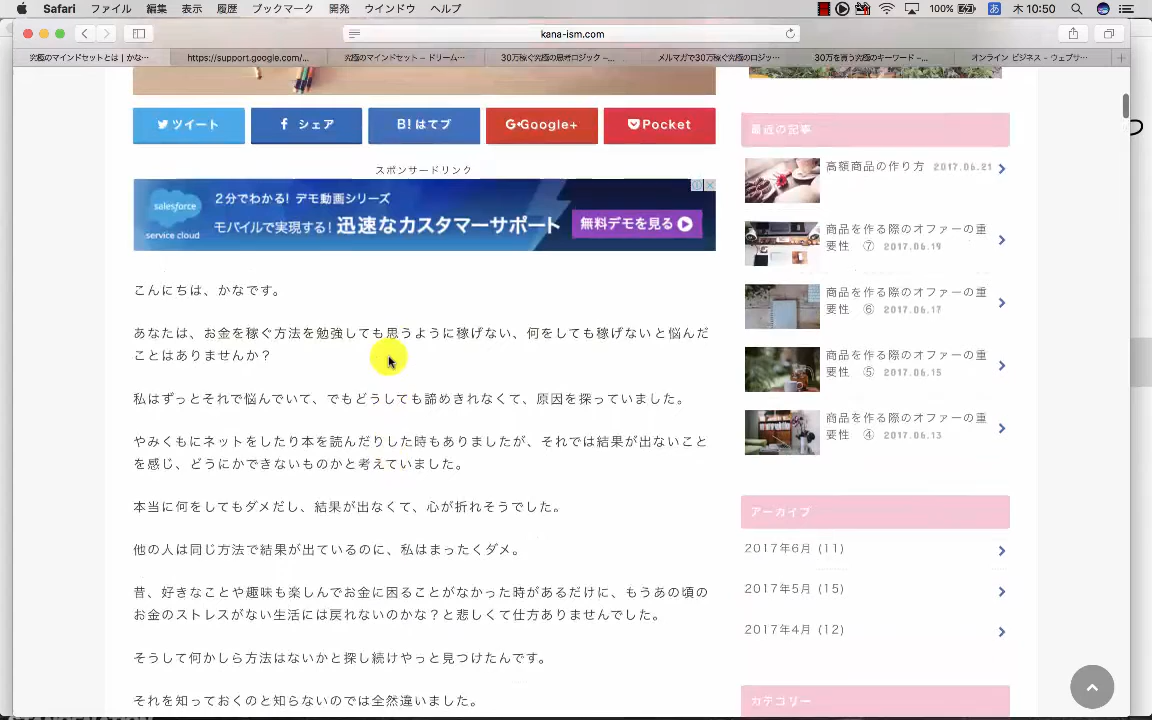 Safari ファイル 編集 表示 履歴 ブックマーク 開発 ウインドウ ヘルプ 100% あ 木 10:50
kana-ism.com
究極のマインドセットとは｜かな…
https://support.google.com/...
究極のマインドセット – ドリーム…
30万稼ぐ究極の思考ロジック –…
メルマガで30万稼ぐ究極のロジッ…
30万を買う究極のキーワード –…
オンライン ビジネス - ウェブサ…
ツイート
シェア
B! はてブ
G+Google+
Pocket
スポンサードリンク
salesforce
service cloud
2分でわかる! デモ動画シリーズ
モバイルで実現する! 迅速なカスタマーサポート
無料デモを見る
こんにちは、かなです。
あなたは、お金を稼ぐ方法を勉強しても思うように稼げない、何をしても稼げないと悩んだ
ことはありませんか？
私はずっとそれで悩んでいて、でもどうしても諦めきれなくて、原因を探っていました。
やみくもにネットをしたり本を読んだりした時もありましたが、それでは結果が出ないこと
を感じ、どうにかできないものかと考えていました。
本当に何をしてもダメだし、結果が出なくて、心が折れそうでした。
他の人は同じ方法で結果が出ているのに、私はまったくダメ。
昔、好きなことや趣味も楽しんでお金に困ることがなかった時があるだけに、もうあの頃の
お金のストレスがない生活には戻れないのかな？と悲しくて仕方ありませんでした。
そうして何かしら方法はないかと探し続けやっと見つけたんです。
それを知っておくのと知らないのでは全然違いました。
最近の記事
高額商品の作り方 2017.06.21
商品を作る際のオファーの重
要性 ⑦ 2017.06.19
商品を作る際のオファーの重
要性 ⑥ 2017.06.17
商品を作る際のオファーの重
要性 ⑤ 2017.06.15
商品を作る際のオファーの重
要性 ④ 2017.06.13
アーカイブ
2017年6月 (11)
2017年5月 (15)
2017年4月 (12)
カテゴリー